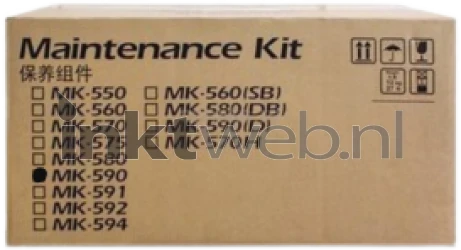 Maintenance Kit
保养组件
MK-550
MK-560
MK-570
MK-575
MK-580
MK-590
MK-591
MK-592
MK-594
MK-560(SB)
MK-580(DB)
MK-590(D)
MK-570(H)
inktweb.nl